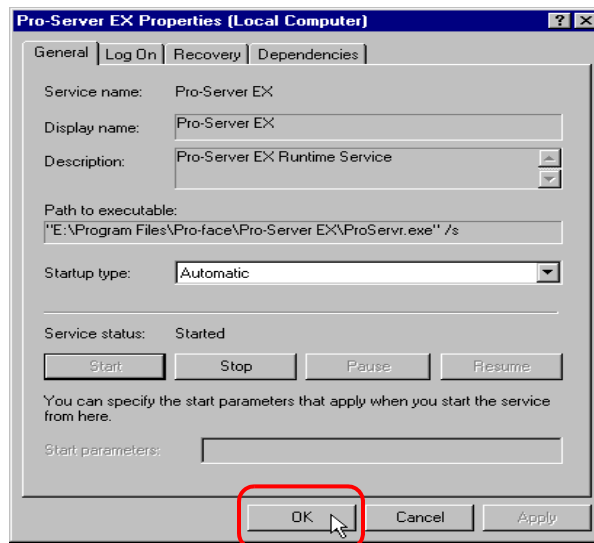 Pro-Server EX Properties (Local Computer)
General Log On Recovery Dependencies
Service name: Pro-Server EX
Display name: Pro-Server EX
Description: Pro-Server EX Runtime Service
Path to executable:
"E:\Program Files\Pro-face\Pro-Server EX\ProServr.exe" /s
Startup type: Automatic
Service status: Started
Start Stop Pause Resume
You can specify the start parameters that apply when you start the service
from here.
Start parameters:
OK Cancel Apply